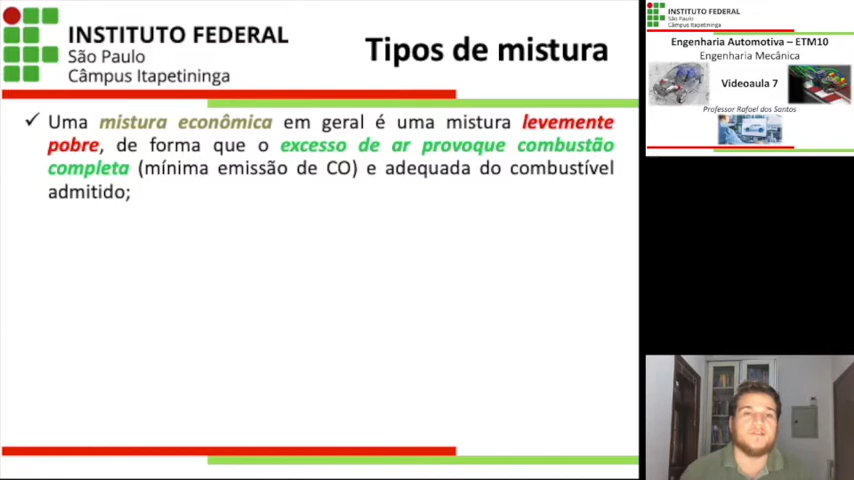 INSTITUTO FEDERAL
São Paulo
Câmpus Itapetininga
Tipos de mistura
✓ Uma mistura econômica em geral é uma mistura levemente
pobre, de forma que o excesso de ar provoque combustão
completa (mínima emissão de CO) e adequada do combustível
admitido;
INSTITUTO FEDERAL
São Paulo
Câmpus Itapetininga
Engenharia Automotiva – ETM10
Engenharia Mecânica
Videoaula 7
Professor Rafael dos Santos